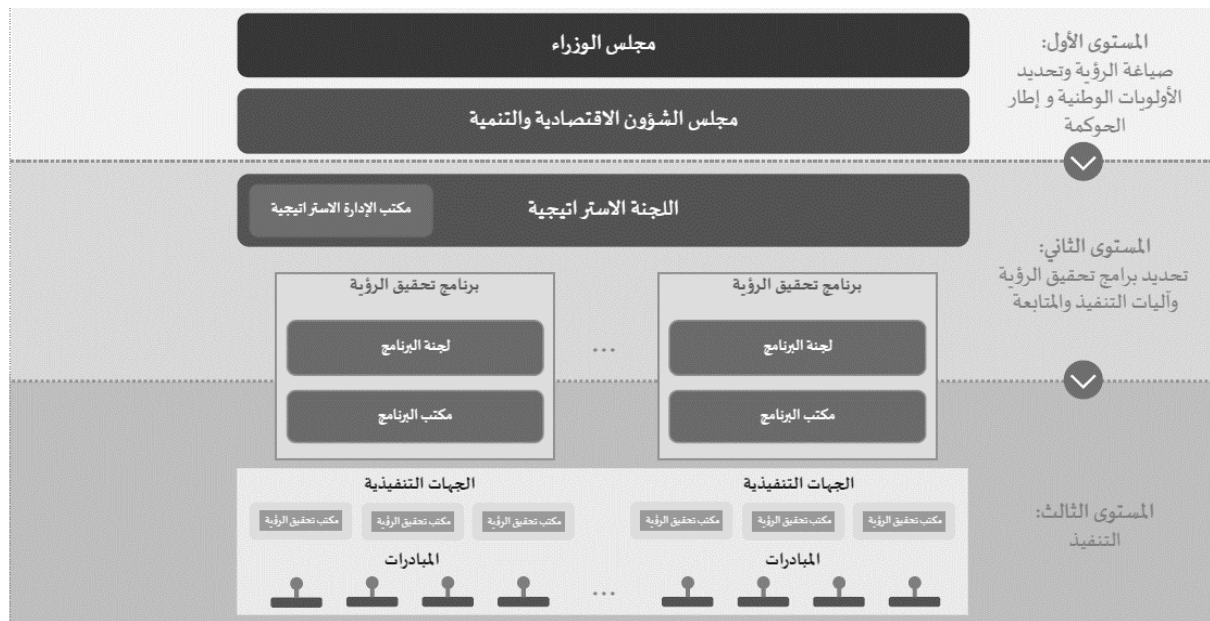 مجلس الوزراء
مجلس الشؤون الاقتصادية والتنمية
المستوى الأول:
صياغة الرؤية وتحديد
الأولويات الوطنية و إطار
الحوكمة
اللجنة الاستراتيجية
مكتب الإدارة الاستراتيجية
المستوى الثاني:
تحديد برامج تحقيق الرؤية
وآليات التنفيذ والمتابعة
برنامج تحقيق الرؤية
لجنة البرنامج
مكتب البرنامج
...
برنامج تحقيق الرؤية
لجنة البرنامج
مكتب البرنامج
المستوى الثالث:
التنفيذ
الجهات التنفيذية
مكتب تحقيق الرؤية
مكتب تحقيق الرؤية
مكتب تحقيق الرؤية
المبادرات
...
الجهات التنفيذية
مكتب تحقيق الرؤية
مكتب تحقيق الرؤية
مكتب تحقيق الرؤية
المبادرات